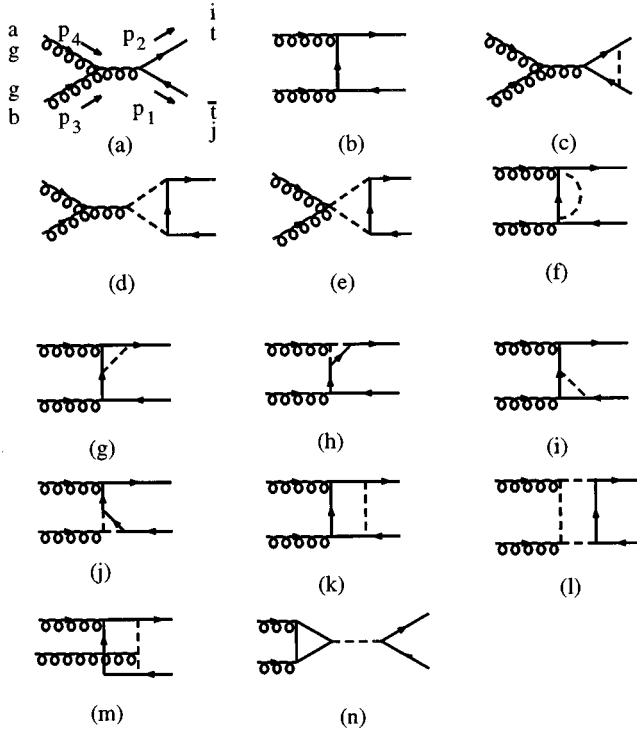 a p4 p2 i
g t
g t̅
b p3 p1 j
(a) (b) (c)
(d) (e) (f)
(g) (h) (i)
(j) (k) (l)
(m) (n)